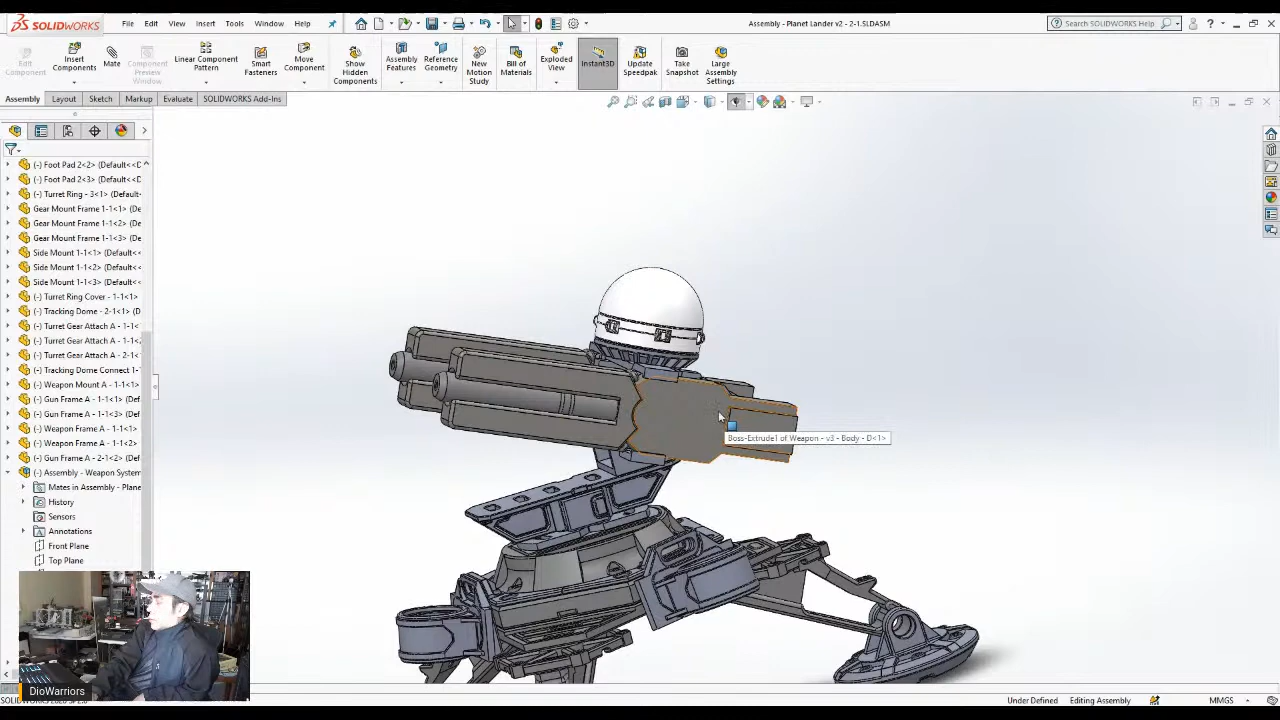 SOLIDWORKS
File Edit View Insert Tools Window Help
Assembly - Planet Lander v2 - 2-1.SLDASM
Search SOLIDWORKS Help
Edit Component
Insert Components
Mate
Component Preview Window
Linear Component Pattern
Smart Fasteners
Move Component
Show Hidden Components
Assembly Features
Reference Geometry
New Motion Study
Bill of Materials
Exploded View
Instant3D
Update Speedpak
Take Snapshot
Large Assembly Settings
Assembly Layout Sketch Markup Evaluate SOLIDWORKS Add-Ins
(-) Foot Pad 2<2> (Default<<D
(-) Foot Pad 2<3> (Default<<D
(-) Turret Ring - 3<1> (Default-
Gear Mount Frame 1-1<1> (D
Gear Mount Frame 1-1<2> (D
Gear Mount Frame 1-1<3> (D
Side Mount 1-1<1> (Default<<
Side Mount 1-1<2> (Default<<
Side Mount 1-1<3> (Default<<
(-) Turret Ring Cover - 1-1<1>
(-) Tracking Dome - 2-1<1> (D
(-) Turret Gear Attach A - 1-1<
(-) Turret Gear Attach A - 1-1<
(-) Turret Gear Attach A - 2-1<
(-) Tracking Dome Connect 1-
(-) Weapon Mount A - 1-1<1>
(-) Gun Frame A - 1-1<1> (D
(-) Gun Frame A - 1-1<3> (D
(-) Weapon Frame A - 1-1<1>
(-) Weapon Frame A - 1-1<2>
(-) Gun Frame A - 2-1<2> (De
(-) Assembly - Weapon System
Mates in Assembly - Plane
History
Sensors
Annotations
Front Plane
Top Plane
Boss-Extrude1 of Weapon - v3 - Body - D<1>
DioWarriors
Under Defined Editing Assembly MMGS